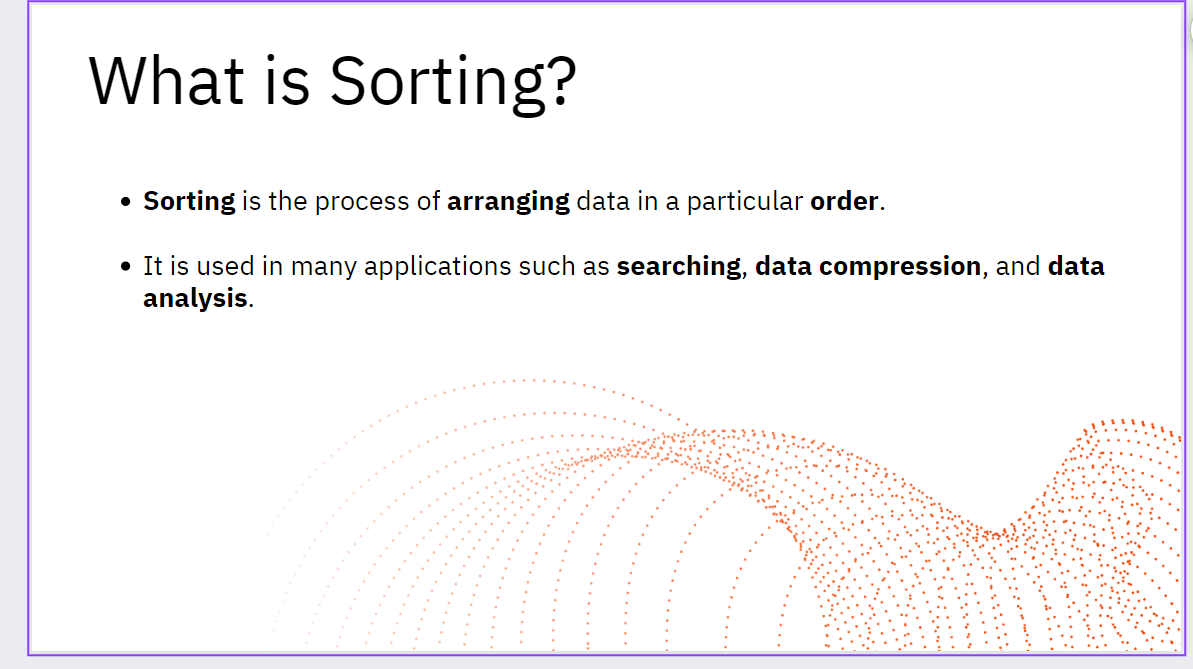 What is Sorting?
• Sorting is the process of arranging data in a particular order.
• It is used in many applications such as searching, data compression, and data
analysis.